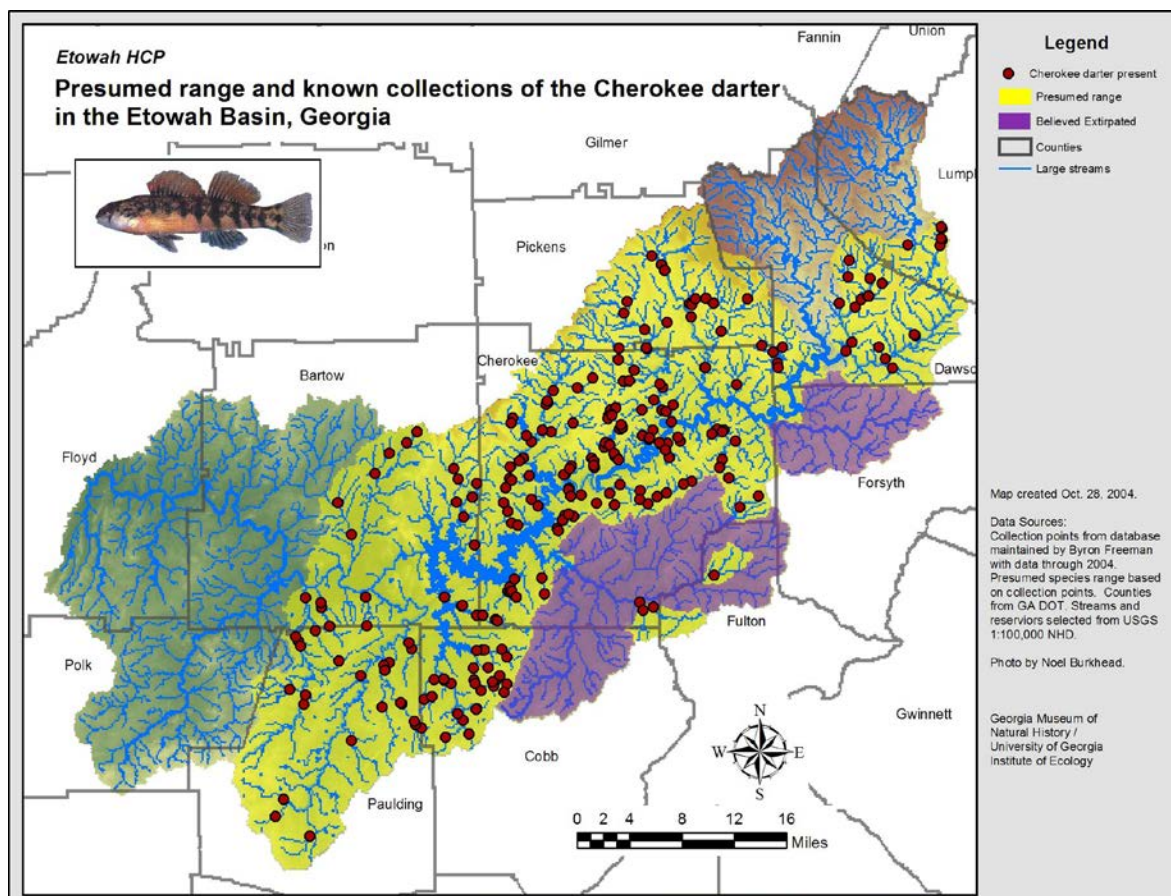 Etowah HCP
Presumed range and known collections of the Cherokee darter
in the Etowah Basin, Georgia
Fannin
Union
Gilmer
Lumpl
Pickens
Cherokee
Dawso
Bartow
Floyd
Forsyth
Fulton
Polk
Gwinnett
Cobb
Paulding
N
W E
S
0 2 4 8 12 16
Miles
Legend
Cherokee darter present
Presumed range
Believed Extirpated
Counties
Large streams
Map created Oct. 28, 2004.
Data Sources:
Collection points from database
maintained by Byron Freeman
with data through 2004.
Presumed species range based
on collection points. Counties
from GA DOT. Streams and
reserviors selected from USGS
1:100,000 NHD.
Photo by Noel Burkhead.
Georgia Museum of
Natural History /
University of Georgia
Institute of Ecology